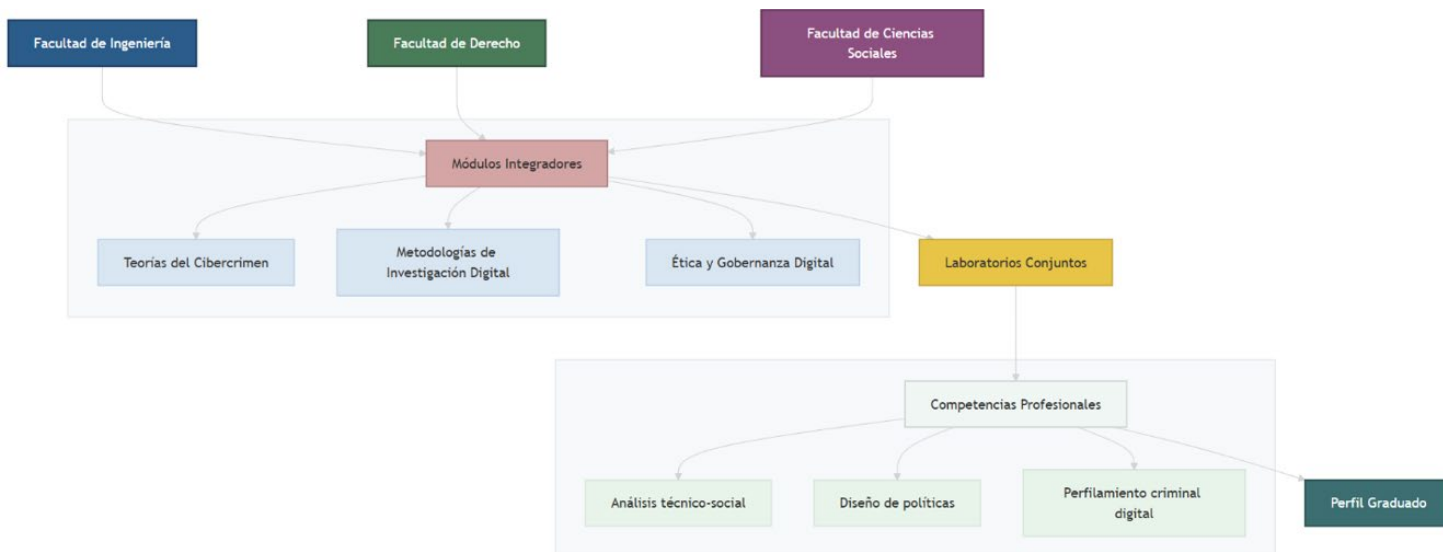 Facultad de Ingeniería
Facultad de Derecho
Facultad de Ciencias
Sociales
Módulos Integradores
Teorías del Cibercrimen
Metodologías de
Investigación Digital
Ética y Gobernanza Digital
Laboratorios Conjuntos
Competencias Profesionales
Análisis técnico-social
Diseño de políticas
Perfilamiento criminal
digital
Perfil Graduado